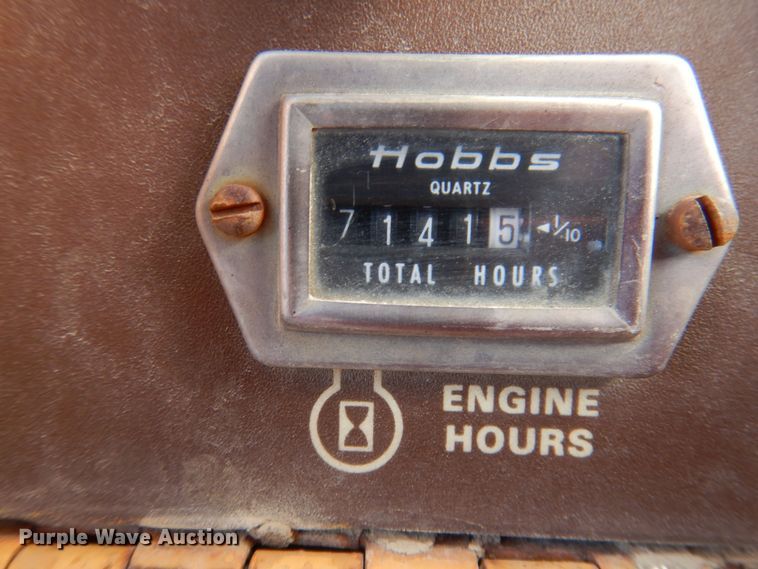 Hobbs
QUARTZ
7 1 4 1 5 ◄1/10
TOTAL HOURS
ENGINE
HOURS
Purple Wave Auction